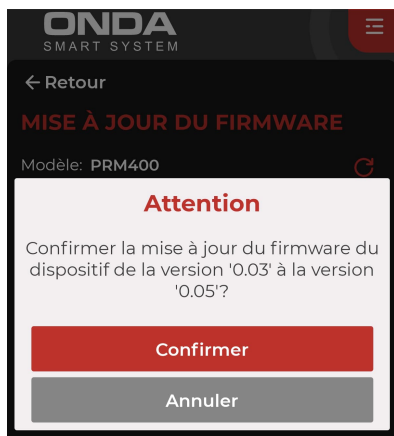 ONDA
SMART SYSTEM
← Retour
MISE À JOUR DU FIRMWARE
Modèle: PRM400
Attention
Confirmer la mise à jour du firmware du
dispositif de la version '0.03' à la version
'0.05'?
Confirmer
Annuler